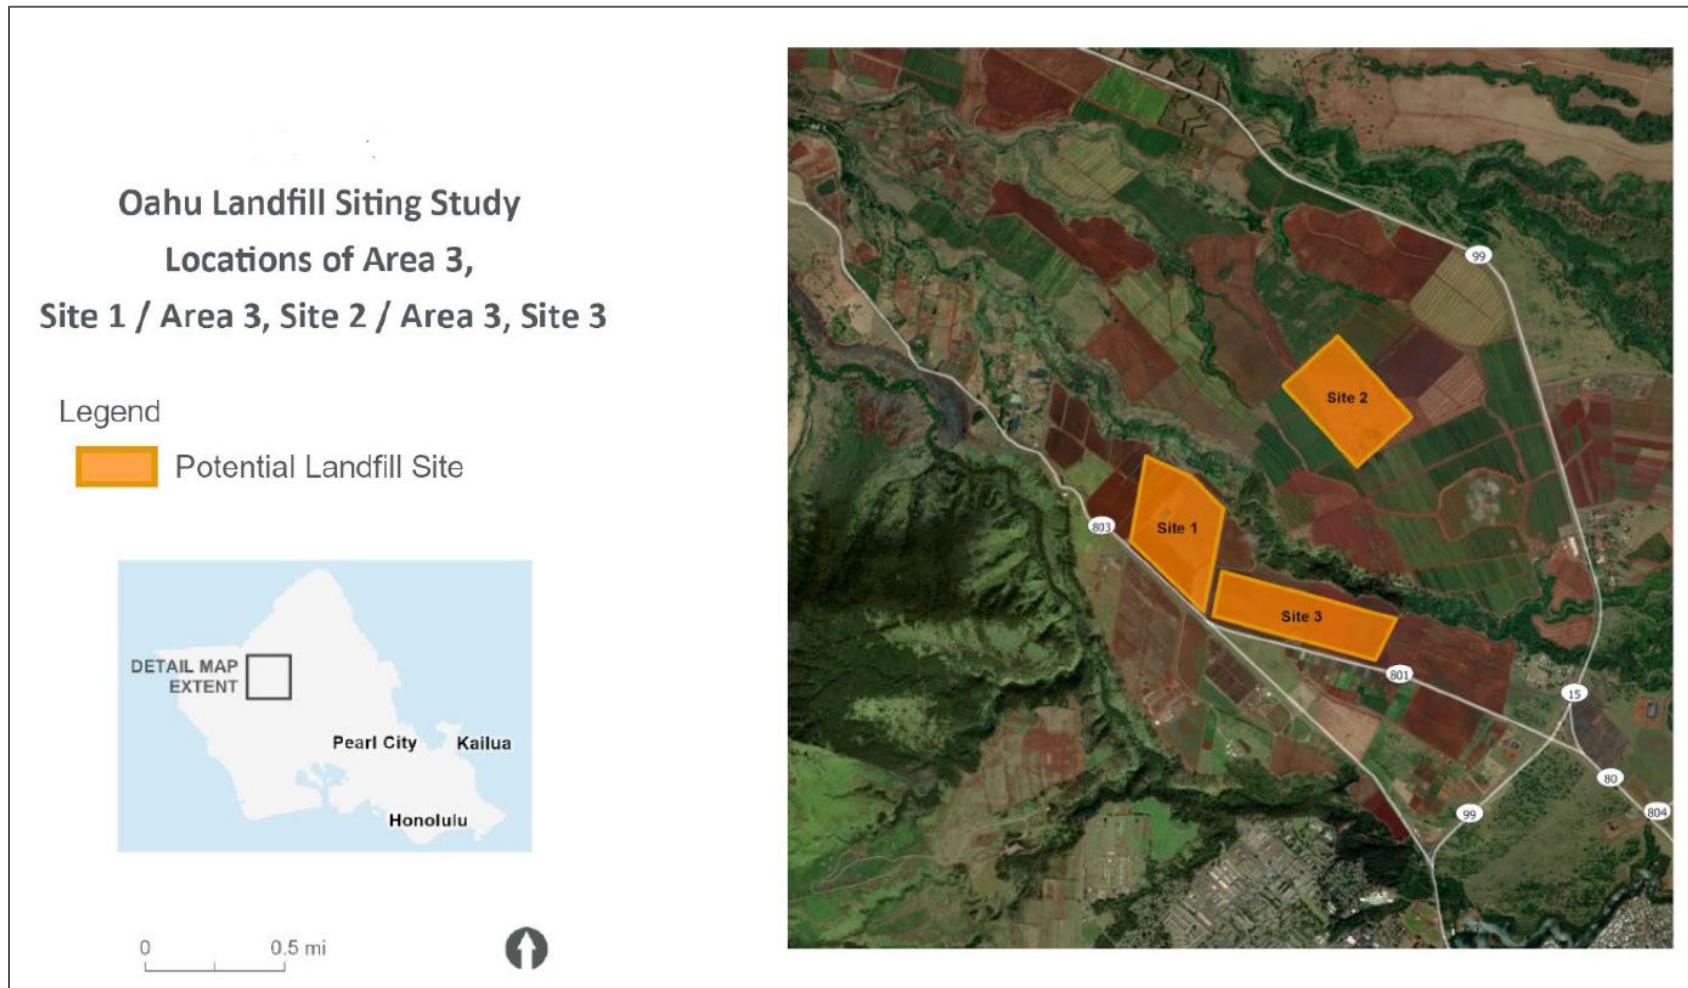 Oahu Landfill Siting Study
Locations of Area 3,
Site 1 / Area 3, Site 2 / Area 3, Site 3
Legend
Potential Landfill Site
DETAIL MAP
EXTENT
Pearl City
Kailua
Honolulu
0
0.5 mi
99
Site 2
Site 1
803
Site 3
801
15
80
99
804